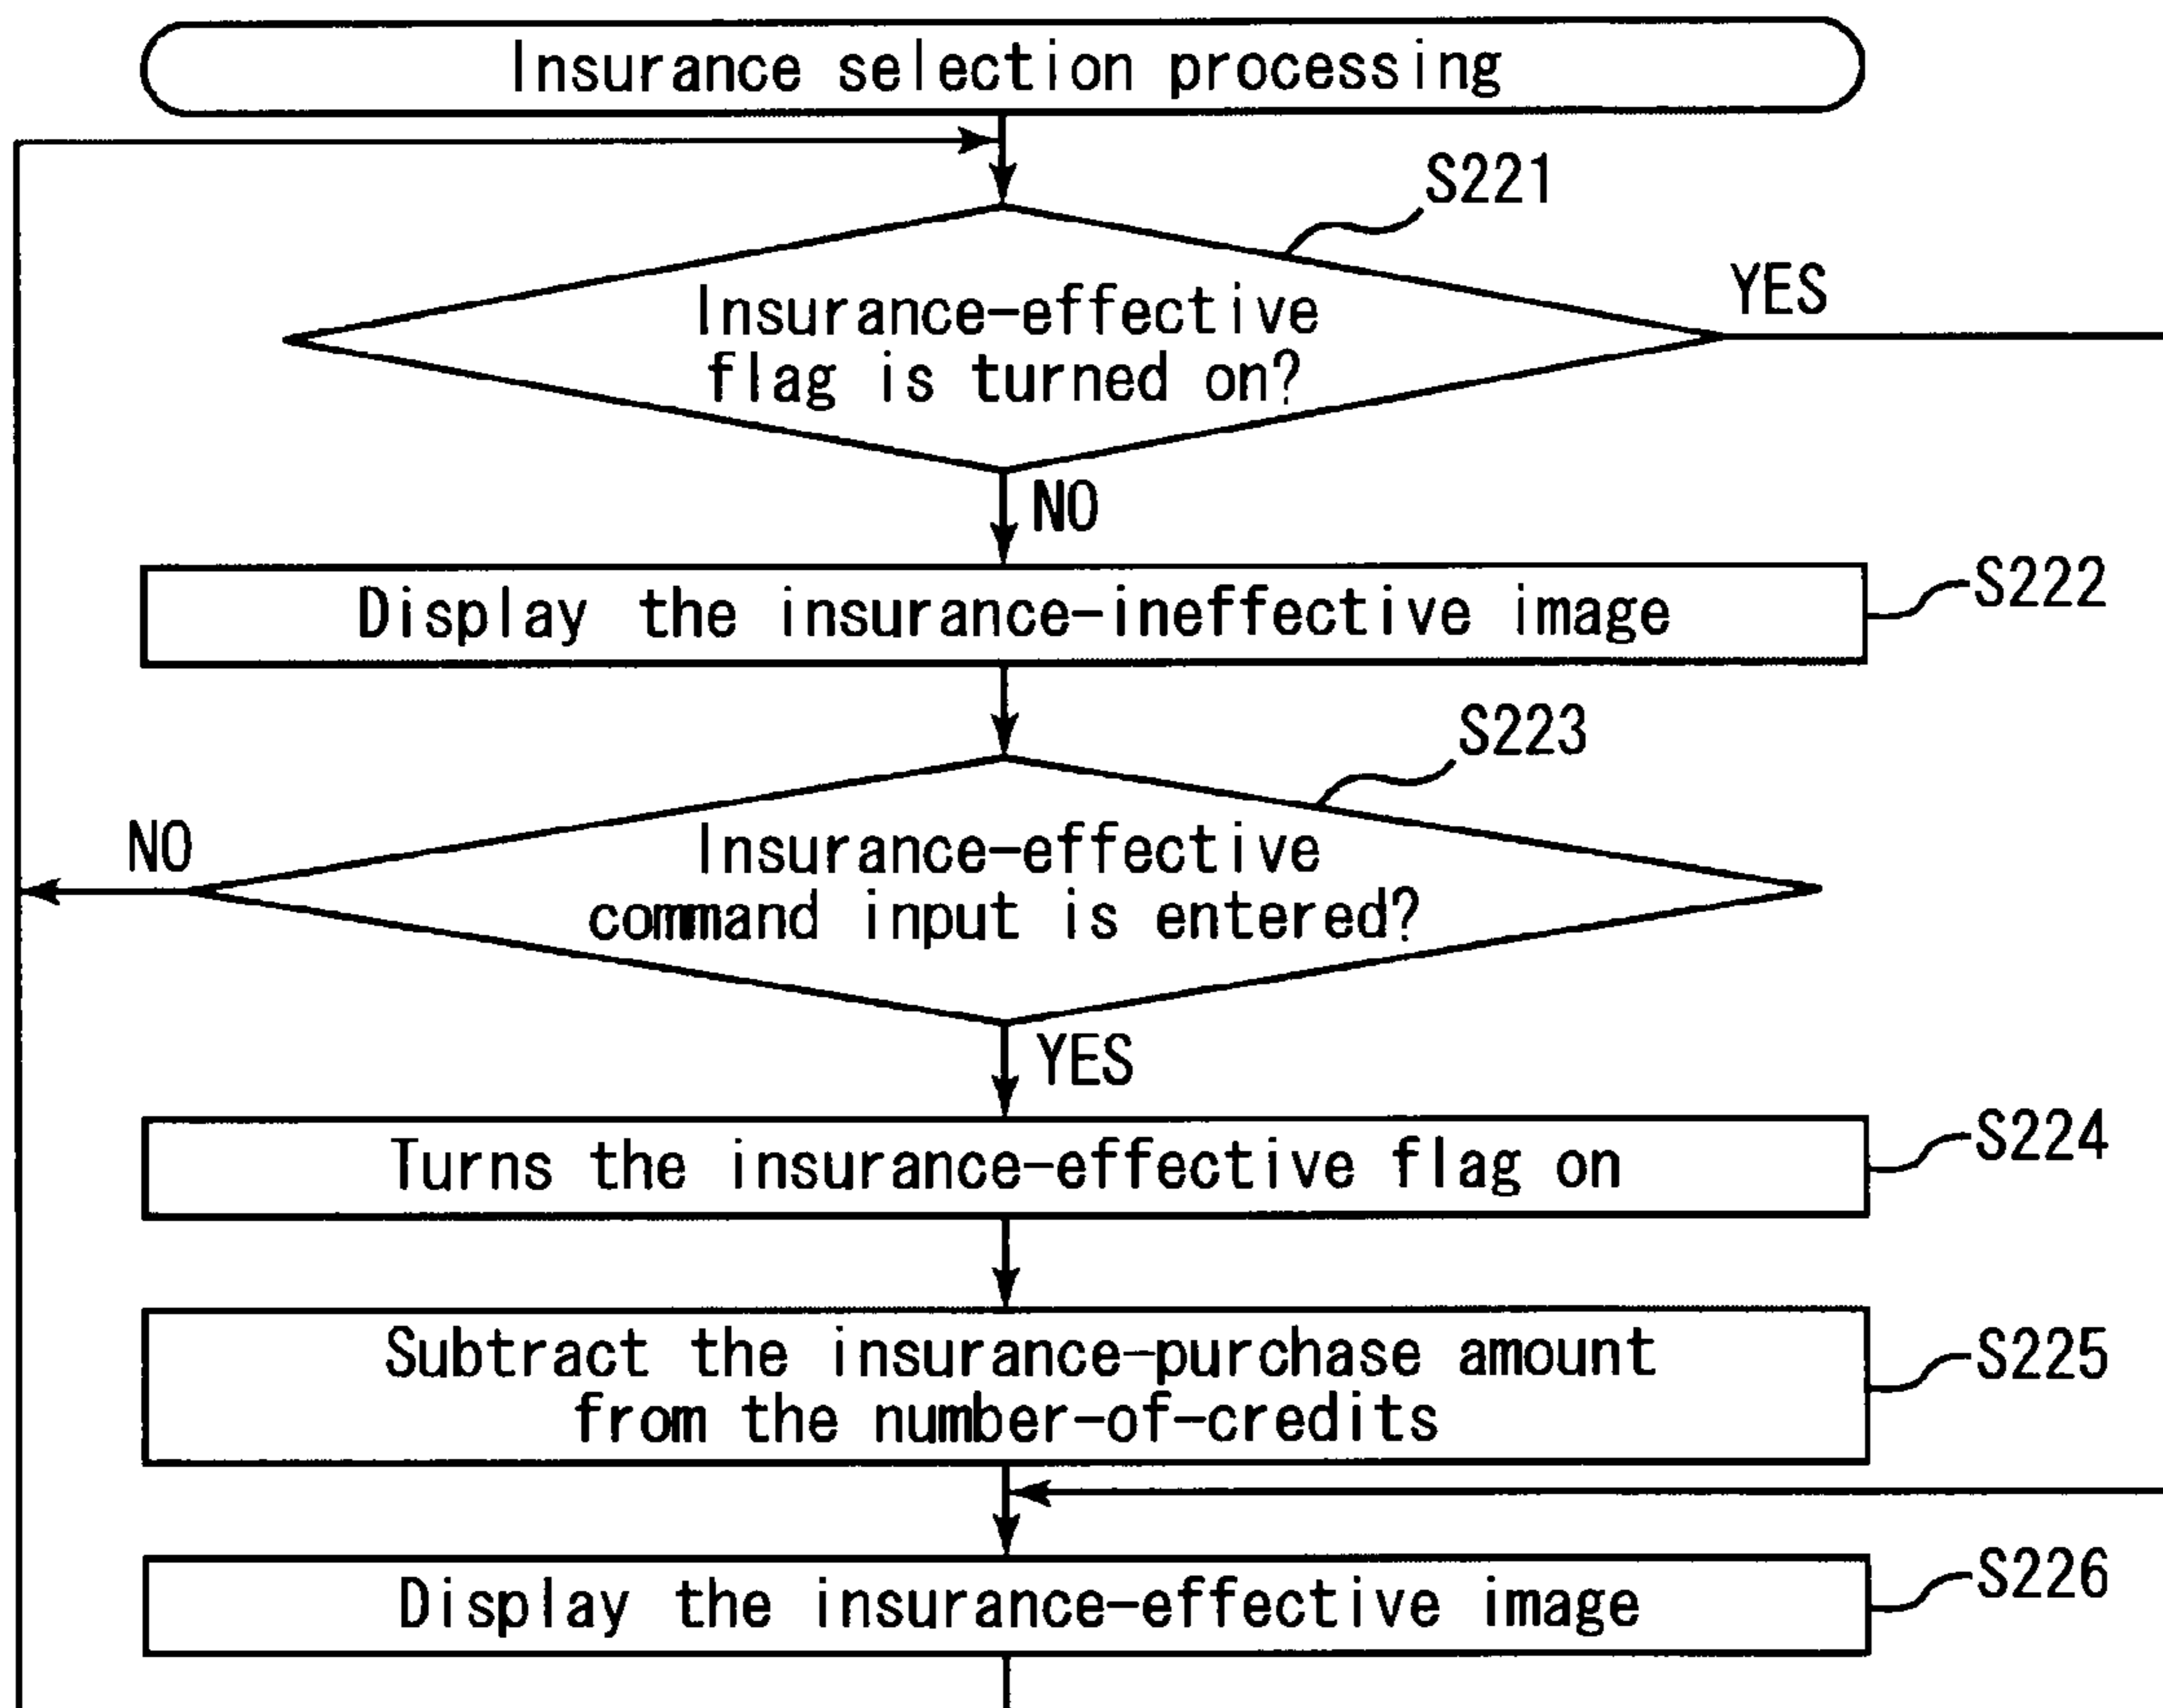 Insurance selection processing
S221
YES
Insurance-effective
flag is turned on?
NO
Display the insurance-ineffective image
S222
S223
NO
Insurance-effective
command input is entered?
YES
Turns the insurance-effective flag on
S224
Subtract the insurance-purchase amount
from the number-of-credits
S225
Display the insurance-effective image
S226